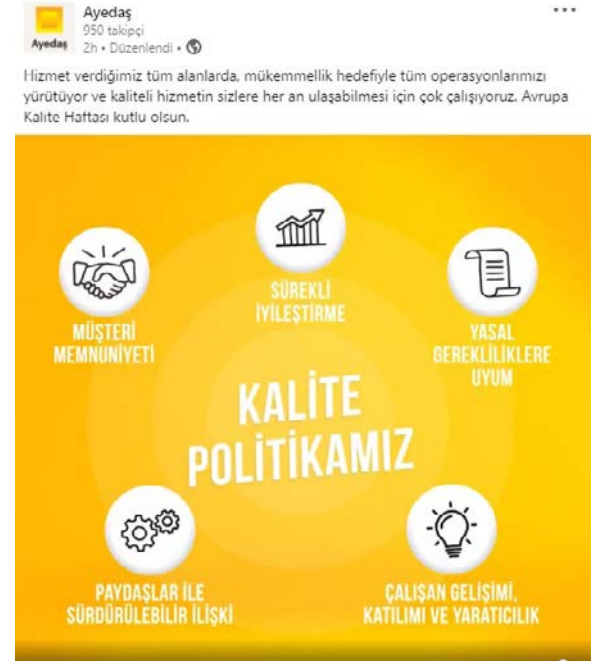 Ayedaş
950 takipçi
2h • Düzenlendi •
Ayedaş
Hizmet verdiğimiz tüm alanlarda, mükemmellik hedefiyle tüm operasyonlarımızı
yürütüyor ve kaliteli hizmetin sizlere her an ulaşabilmesi için çok çalışıyoruz. Avrupa
Kalite Haftası kutlu olsun.
SÜREKLİ
İYİLEŞTİRME
MÜŞTERİ
MEMNUNİYETİ
YASAL
GEREKLİLİKLERE
UYUM
KALİTE
POLİTİKAMIZ
PAYDAŞLAR İLE
SÜRDÜRÜLEBİLİR İLİŞKİ
ÇALIŞAN GELİŞİMİ,
KATILIMI VE YARATICILIK